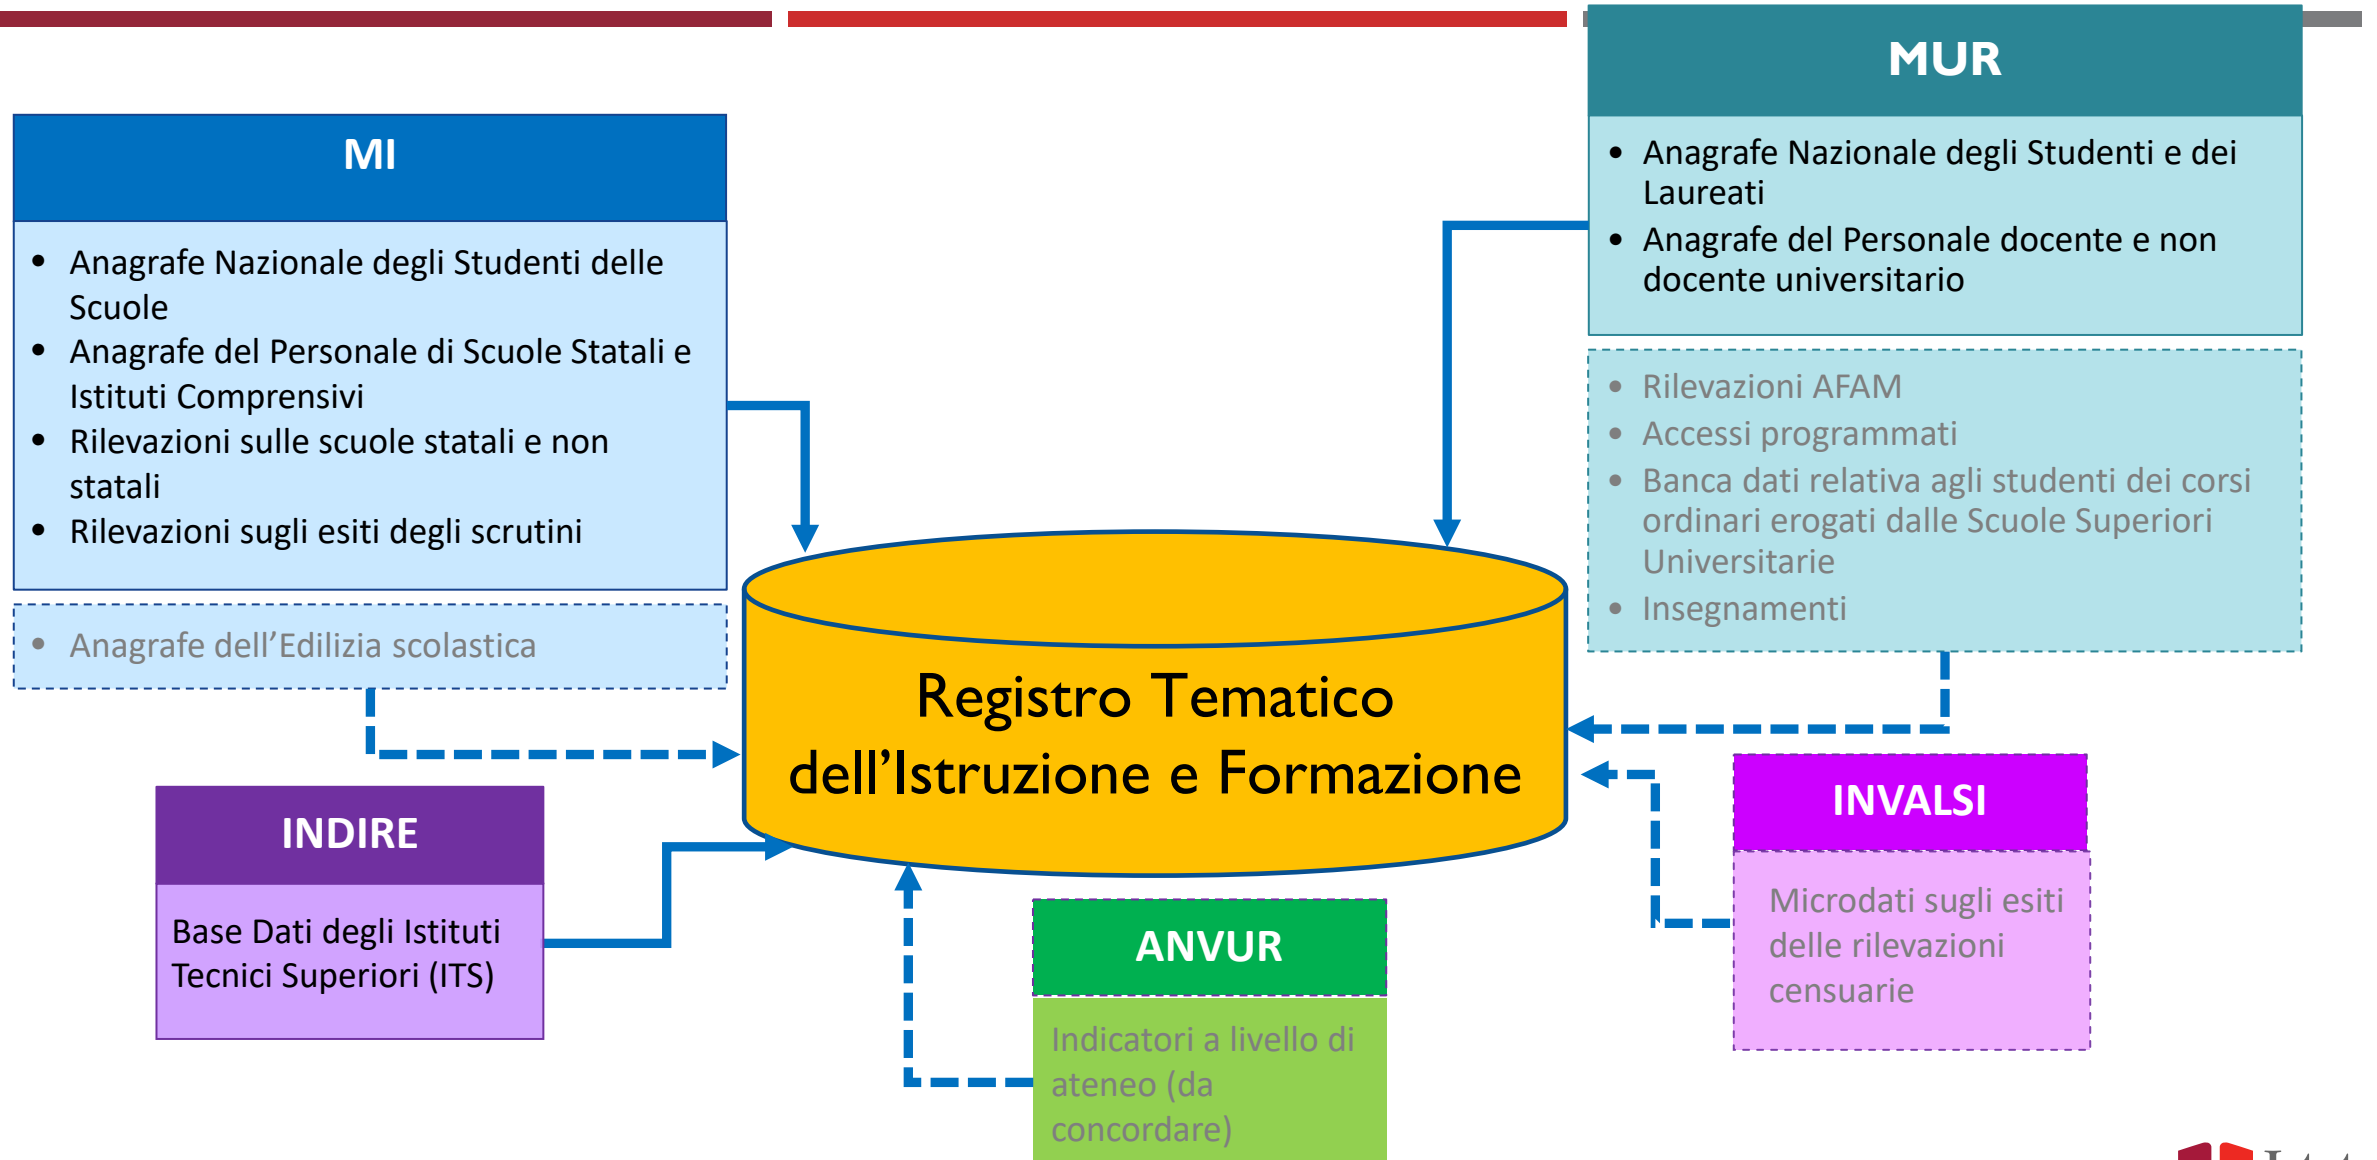 MUR
• Anagrafe Nazionale degli Studenti e dei
Laureati
• Anagrafe del Personale docente e non
docente universitario
• Rilevazioni AFAM
• Accessi programmati
• Banca dati relativa agli studenti dei corsi
ordinari erogati dalle Scuole Superiori
Universitarie
• Insegnamenti
MI
• Anagrafe Nazionale degli Studenti delle
Scuole
• Anagrafe del Personale di Scuole Statali e
Istituti Comprensivi
• Rilevazioni sulle scuole statali e non
statali
• Rilevazioni sugli esiti degli scrutini
• Anagrafe dell’Edilizia scolastica
Registro Tematico
dell’Istruzione e Formazione
INDIRE
Base Dati degli Istituti
Tecnici Superiori (ITS)
ANVUR
Indicatori a livello di
ateneo (da
concordare)
INVALSI
Microdati sugli esiti
delle rilevazioni
censuarie